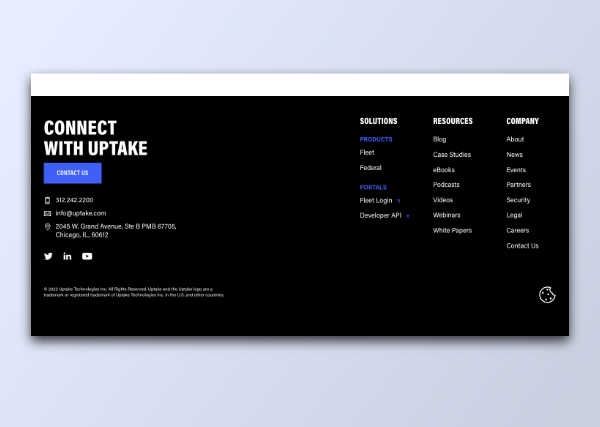 CONNECT
WITH UPTAKE
CONTACT US
312.242.2200
info@uptake.com
2045 W. Grand Avenue, Ste B PMB 67705,
Chicago, IL, 60612
© 2023 Uptake Technologies Inc. All Rights Reserved. Uptake and the Uptake logo are a
trademark or registered trademark of Uptake Technologies Inc. in the U.S. and other countries.
SOLUTIONS
PRODUCTS
Fleet
Federal
PORTALS
Fleet Login
Developer API
RESOURCES
Blog
Case Studies
eBooks
Podcasts
Videos
Webinars
White Papers
COMPANY
About
News
Events
Partners
Security
Legal
Careers
Contact Us